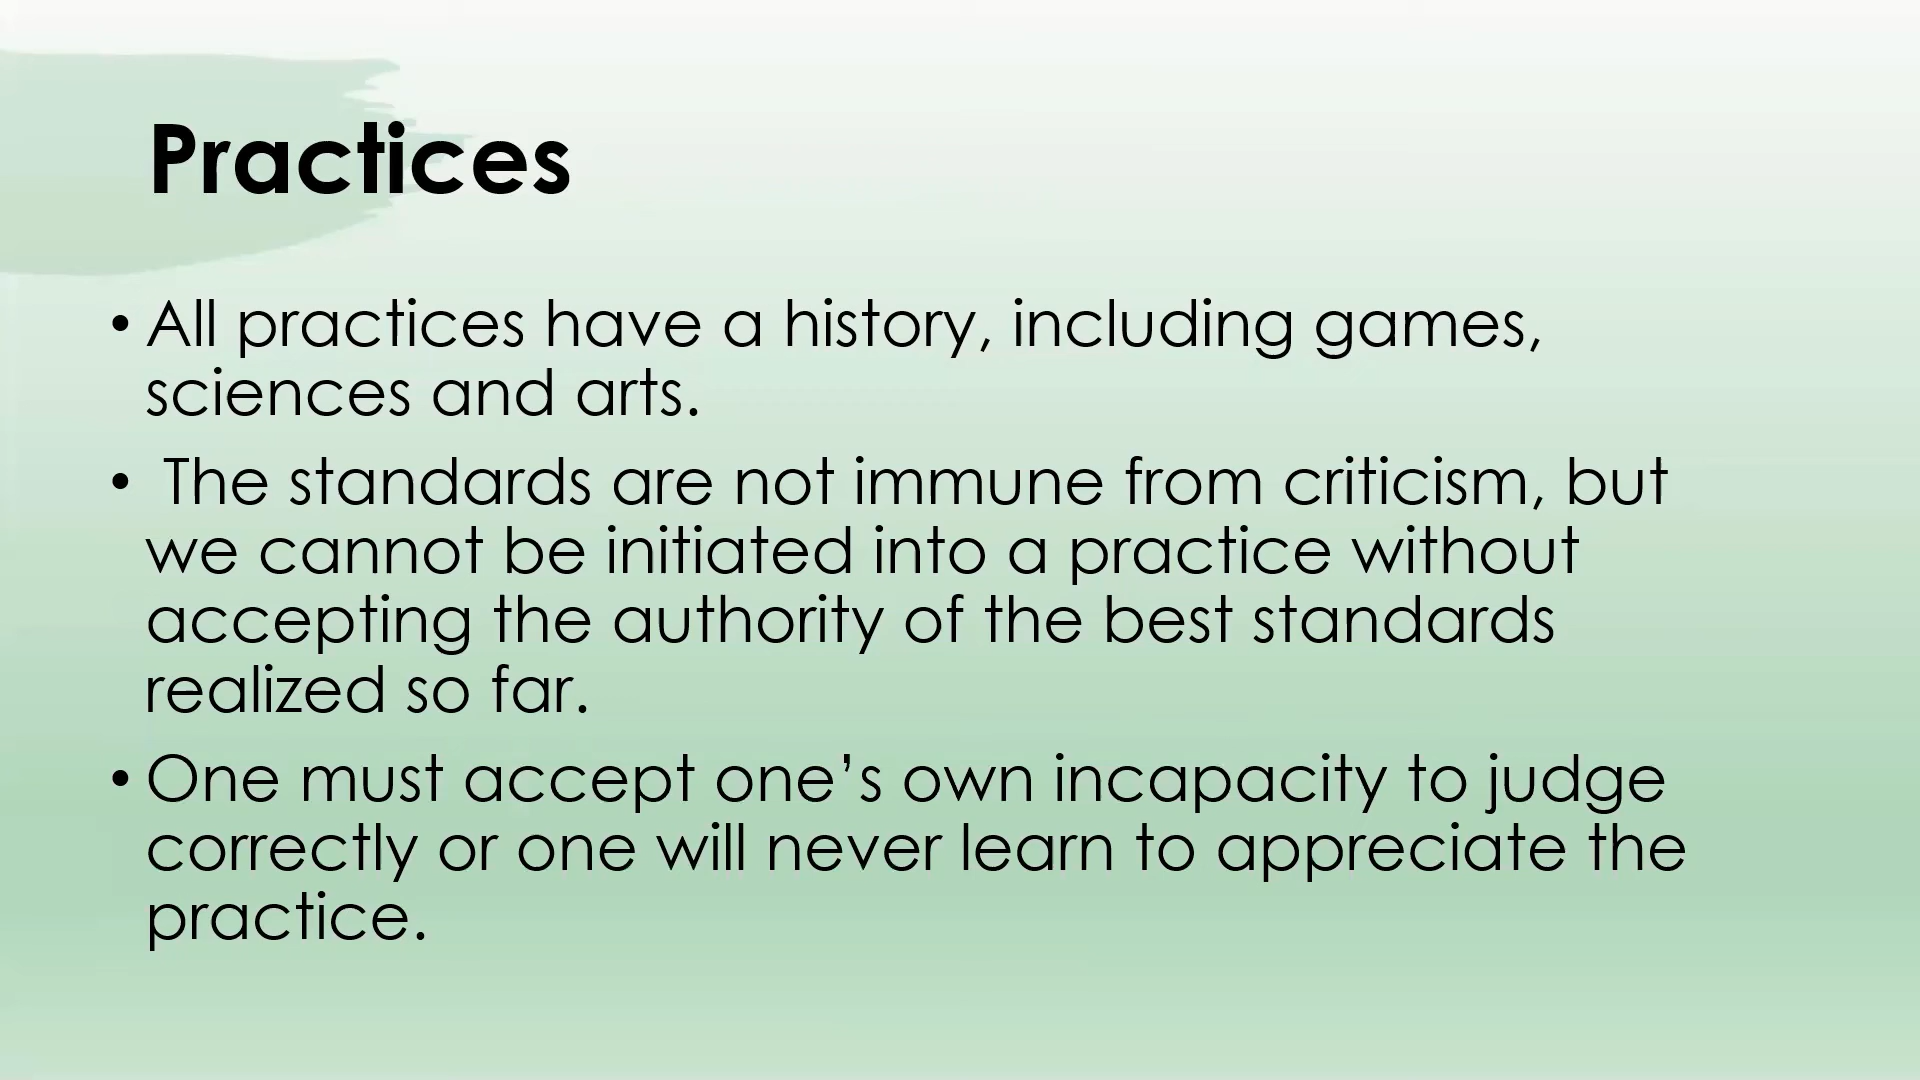 Practices
• All practices have a history, including games,
sciences and arts.
• The standards are not immune from criticism, but
we cannot be initiated into a practice without
accepting the authority of the best standards
realized so far.
• One must accept one’s own incapacity to judge
correctly or one will never learn to appreciate the
practice.